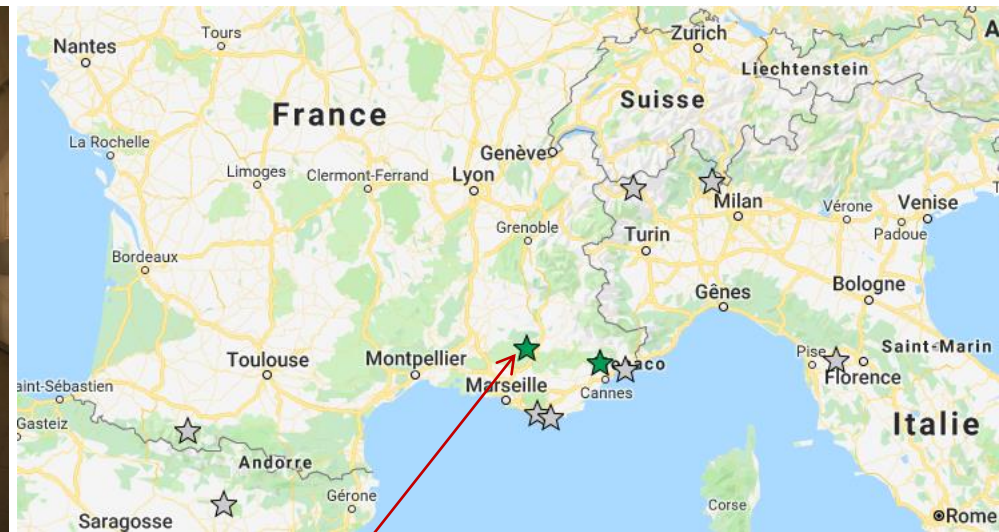 Tours
Nantes
Zurich
A
Liechtenstein
Suisse
France
La Rochelle
Genève
Limoges
Clermont-Ferrand
Lyon
Milan
Vérone
Venise
Padoue
Grenoble
Turin
Bordeaux
Bologne
Gênes
Pise
Saint-Marin
Toulouse
Montpellier
Florence
aint-Sébastien
Marseille
Cannes
Gasteiz
Italie
Andorre
Gérone
Corse
Saragosse
Rome